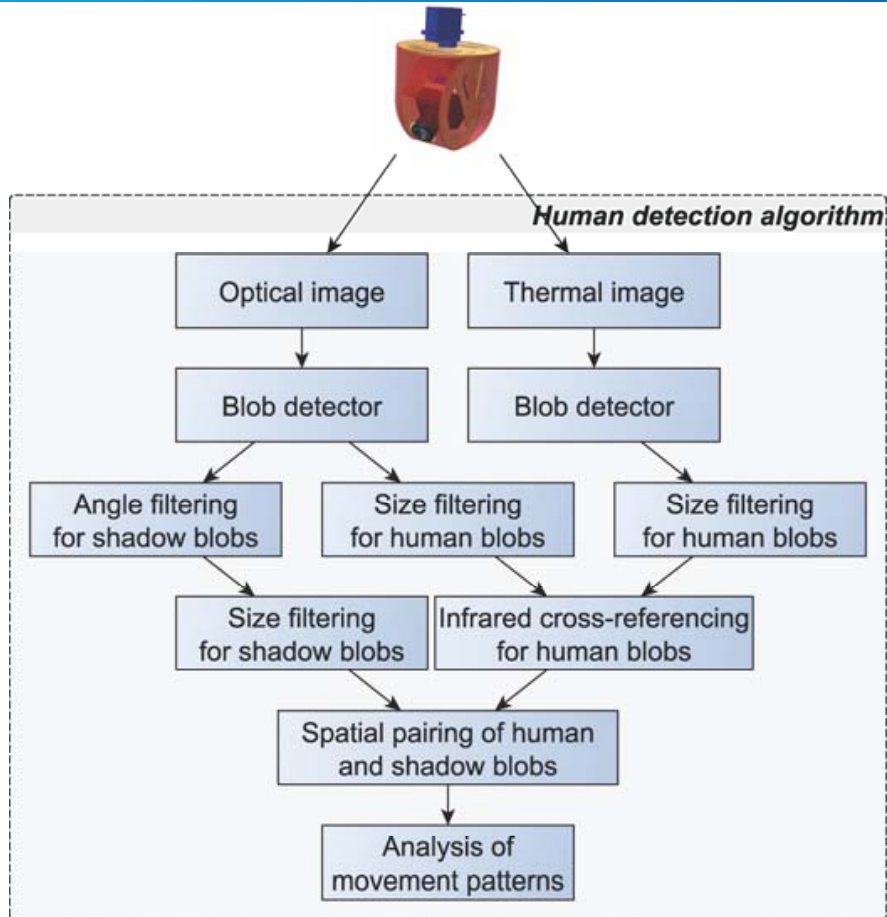 Human detection algorithm
Optical image
Thermal image
Blob detector
Blob detector
Angle filtering
for shadow blobs
Size filtering
for human blobs
Size filtering
for human blobs
Size filtering
for shadow blobs
Infrared cross-referencing
for human blobs
Spatial pairing of human
and shadow blobs
Analysis of
movement patterns